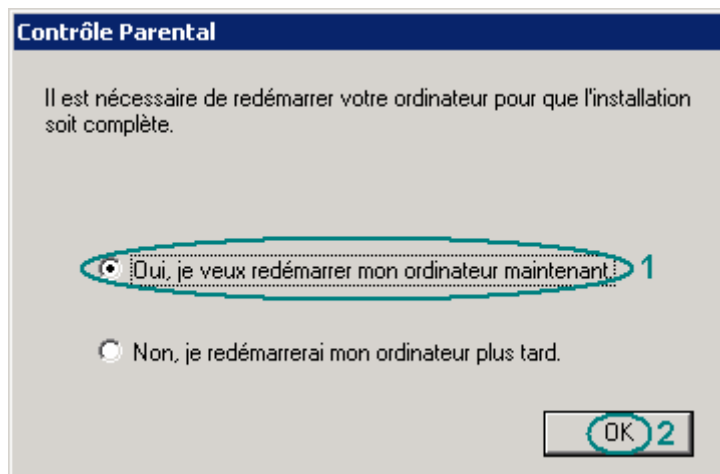 Contrôle Parental
Il est nécessaire de redémarrer votre ordinateur pour que l'installation
soit complète.
Oui, je veux redémarrer mon ordinateur maintenant. 1
Non, je redémarrerai mon ordinateur plus tard.
OK 2